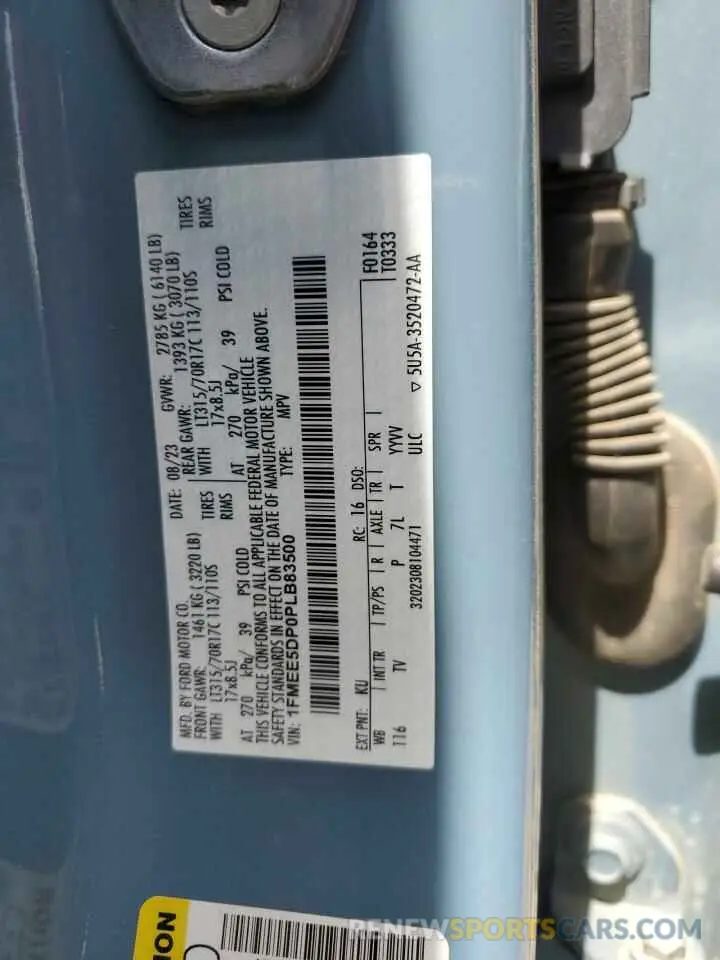 MFD. BY FORD MOTOR CO.
DATE: 08/23 GVWR: 2785 KG ( 6140 LB)
FRONT GAWR: 1461 KG ( 3220 LB)
REAR GAWR: 1393 KG ( 3070 LB)
WITH LT315/70R17C 113/110S TIRES
WITH LT315/70R17C 113/110S TIRES
17x8.5J RIMS
17x8.5J RIMS
AT 270 kPa/ 39 PSI COLD
AT 270 kPa/ 39 PSI COLD
THIS VEHICLE CONFORMS TO ALL APPLICABLE FEDERAL MOTOR VEHICLE
SAFETY STANDARDS IN EFFECT ON THE DATE OF MANUFACTURE SHOWN ABOVE.
VIN: 1FMEE5DP0PLB83500 TYPE: MPV
EXT PNT: KU RC: 16 DSO: F0164
WB INT TR TP/PS R AXLE TR SPR T0333
116 TV P 7L T YYVV
3202308104471 ULC ▽ 5U5A-3520472-AA
RENEWSPORTSCARS.COM